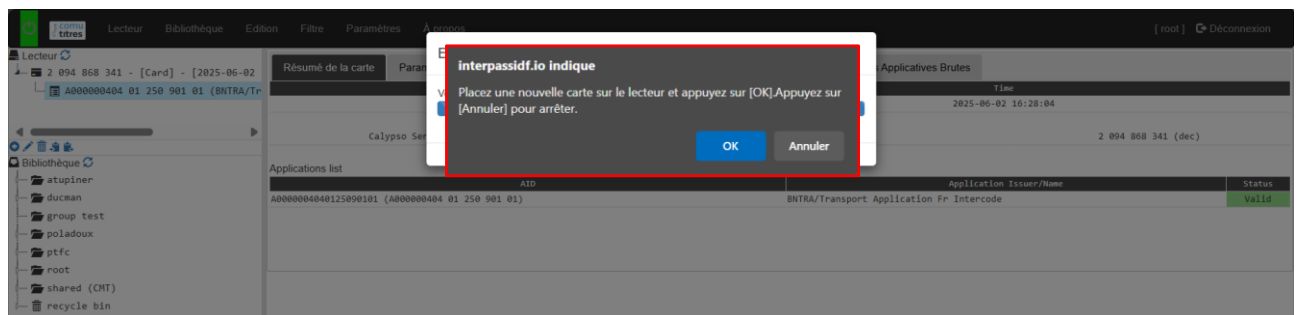 comu
titres
Lecteur Bibliothèque Edition Filtre Paramètres À propos [ root ] Déconnexion
Lecteur
2 094 868 341 - [Card] - [2025-06-02
A000000404 01 250 901 01 (BNTRA/Tr
Bibliothèque
atupiner
ducman
group test
poladoux
ptfc
root
shared (CMT)
recycle bin
Résumé de la carte Param s Applicatives Brutes
Time
2025-06-02 16:28:04
Calypso Ser 2 094 868 341 (dec)
interpassidf.io indique
Placez une nouvelle carte sur le lecteur et appuyez sur [OK].Appuyez sur
[Annuler] pour arrêter.
OK Annuler
Applications list
AID Application Issuer/Name Status
A0000004040125090101 (A000000404 01 250 901 01) BNTRA/Transport Application Fr Intercode Valid